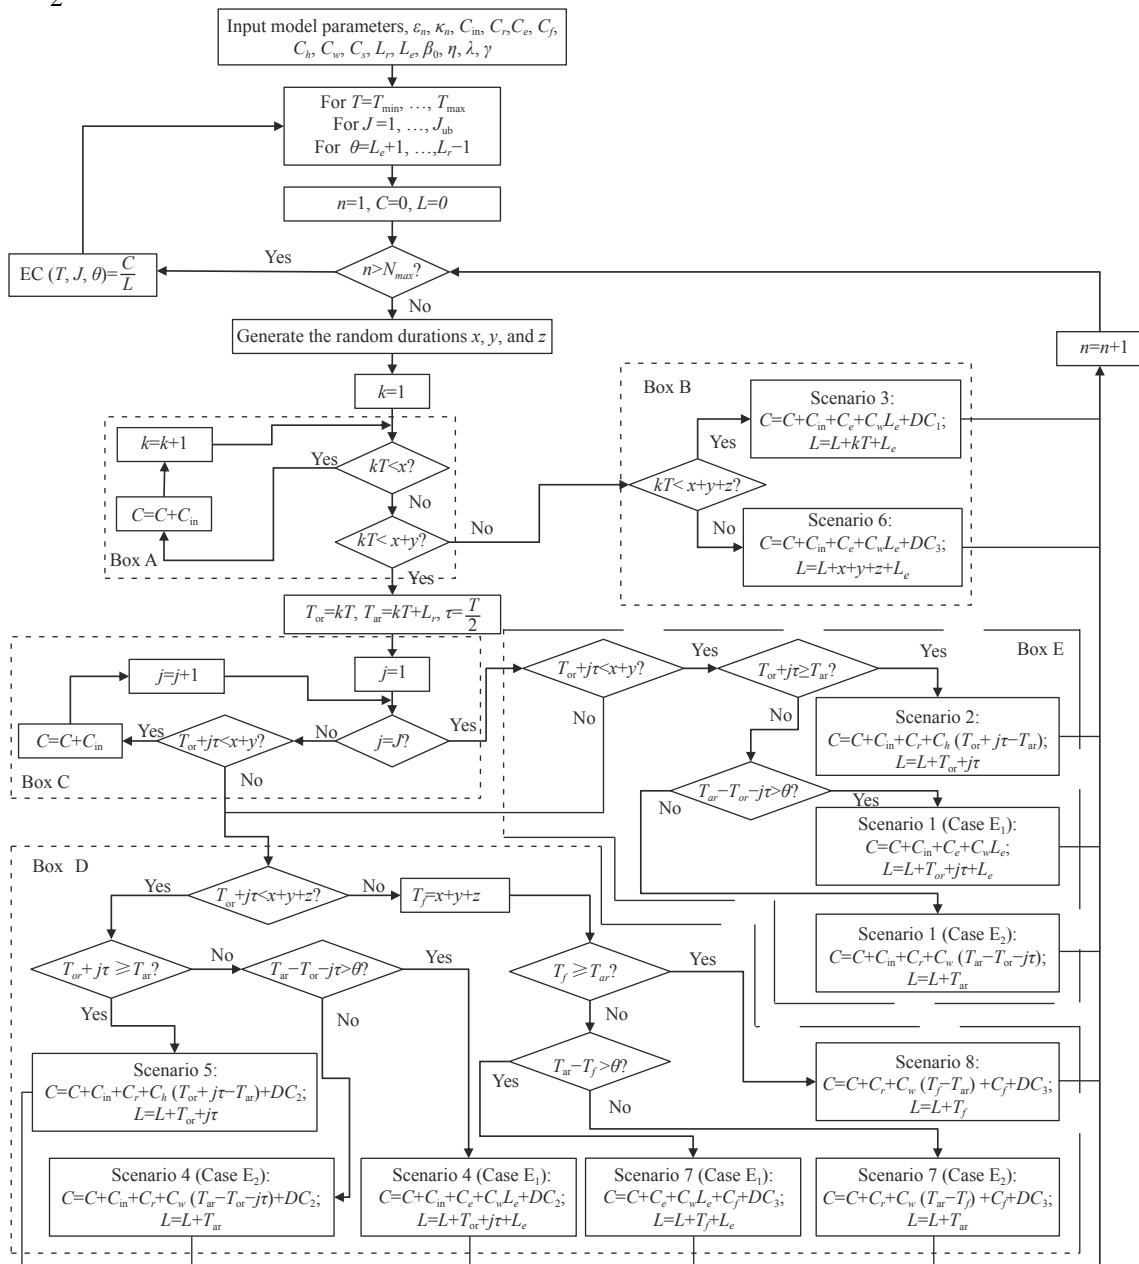 2
Input model parameters, εn, κn, Cin, Cr,Ce, Cf,
Ch, Cw, Cs, Lr, Le, β0, η, λ, γ
For T=Tmin, …, Tmax
For J =1, …, Jub
For θ=Le+1, …,Lr−1
n=1, C=0, L=0
Yes
n>Nmax?
EC (T, J, θ)=C/L
No
Generate the random durations x, y, and z
n=n+1
k=1
Box B
Scenario 3:
C=C+Cin+Ce+CwLe+DC1;
L=L+kT+Le
Yes
k=k+1
Yes
kT<x?
kT< x+y+z?
C=C+Cin
No
No
No
Scenario 6:
C=C+Cin+Ce+CwLe+DC3;
L=L+x+y+z+Le
kT< x+y?
Box A
Yes
Tor=kT, Tar=kT+Lr, τ=T/2
Box E
Yes
Yes
Tor+jτ<x+y?
Tor+jτ≥Tar?
j=1
j=j+1
No
No
Scenario 2:
C=C+Cin+Cr+Ch (Tor+ jτ−Tar);
L=L+Tor+jτ
C=C+Cin
Yes
Tor+jτ<x+y?
No
j=J?
Yes
Box C
No
Tar−Tor−jτ>θ?
No
Yes
Scenario 1 (Case E1):
C=C+Cin+Ce+CwLe;
L=L+Tor+jτ+Le
Box D
Yes
Tor+jτ<x+y+z?
No
Tf=x+y+z
Scenario 1 (Case E2):
C=C+Cin+Cr+Cw (Tar−Tor−jτ);
L=L+Tar
Tor+ jτ ≥Tar?
No
Tar−Tor−jτ>θ?
Yes
Tf ≥Tar?
Yes
Yes
No
No
Scenario 5:
C=C+Cin+Cr+Ch (Tor+ jτ−Tar)+DC2;
L=L+Tor+jτ
Tar−Tf >θ?
Yes
No
Scenario 8:
C=C+Cr+Cw (Tf−Tar) +Cf+DC3;
L=L+Tf
Scenario 4 (Case E2):
C=C+Cin+Cr+Cw (Tar−Tor−jτ)+DC2;
L=L+Tar
Scenario 4 (Case E1):
C=C+Cin+Ce+CwLe+DC2;
L=L+Tor+jτ+Le
Scenario 7 (Case E1):
C=C+Ce+CwLe+Cf+DC3;
L=L+Tf+Le
Scenario 7 (Case E2):
C=C+Cr+Cw (Tar−Tf) +Cf+DC3;
L=L+Tar